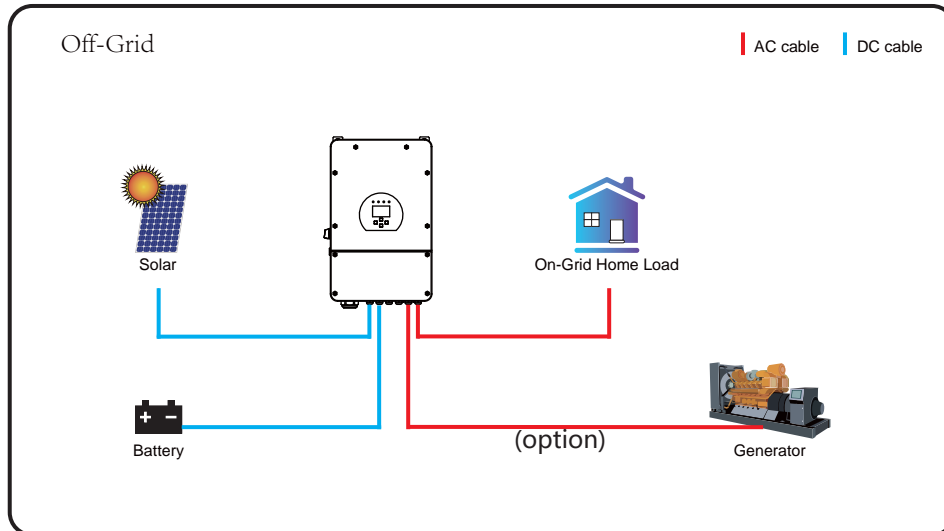 Off-Grid
AC cable
DC cable
Solar
On-Grid Home Load
+ −
Battery
(option)
Generator